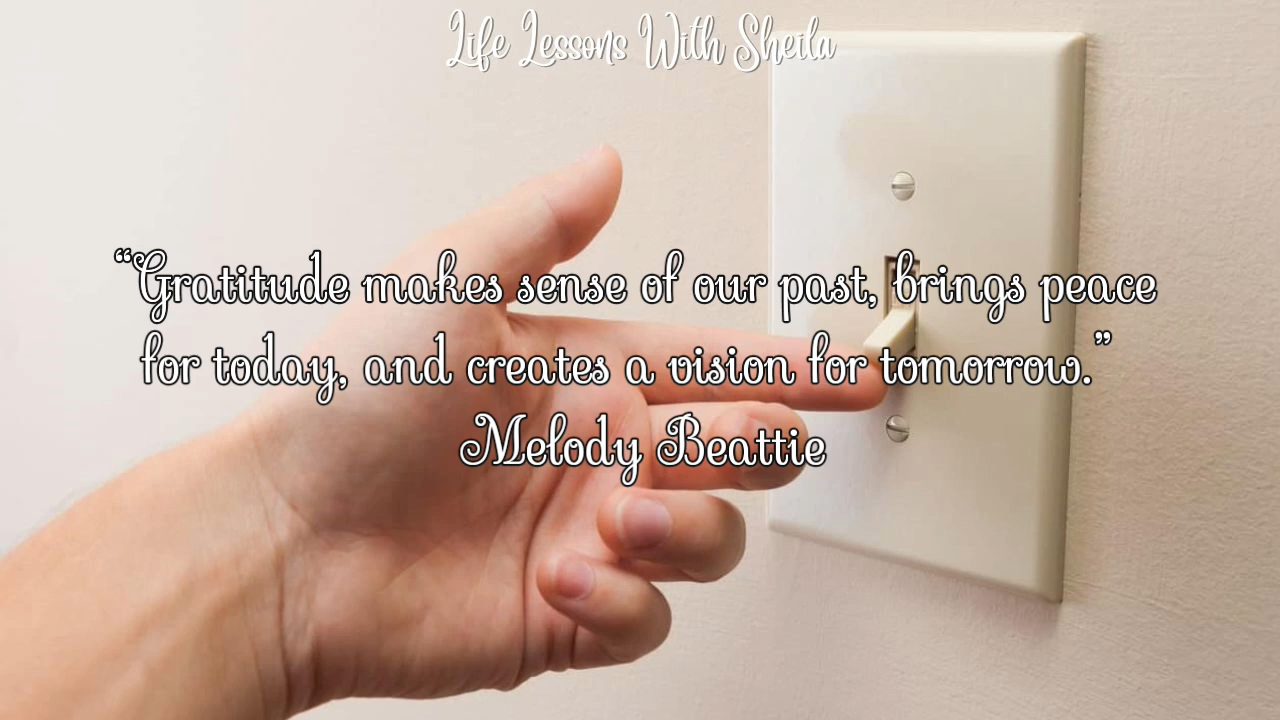 Life Lessons With Sheila
“Gratitude makes sense of our past, brings peace
for today, and creates a vision for tomorrow.”
Melody Beattie